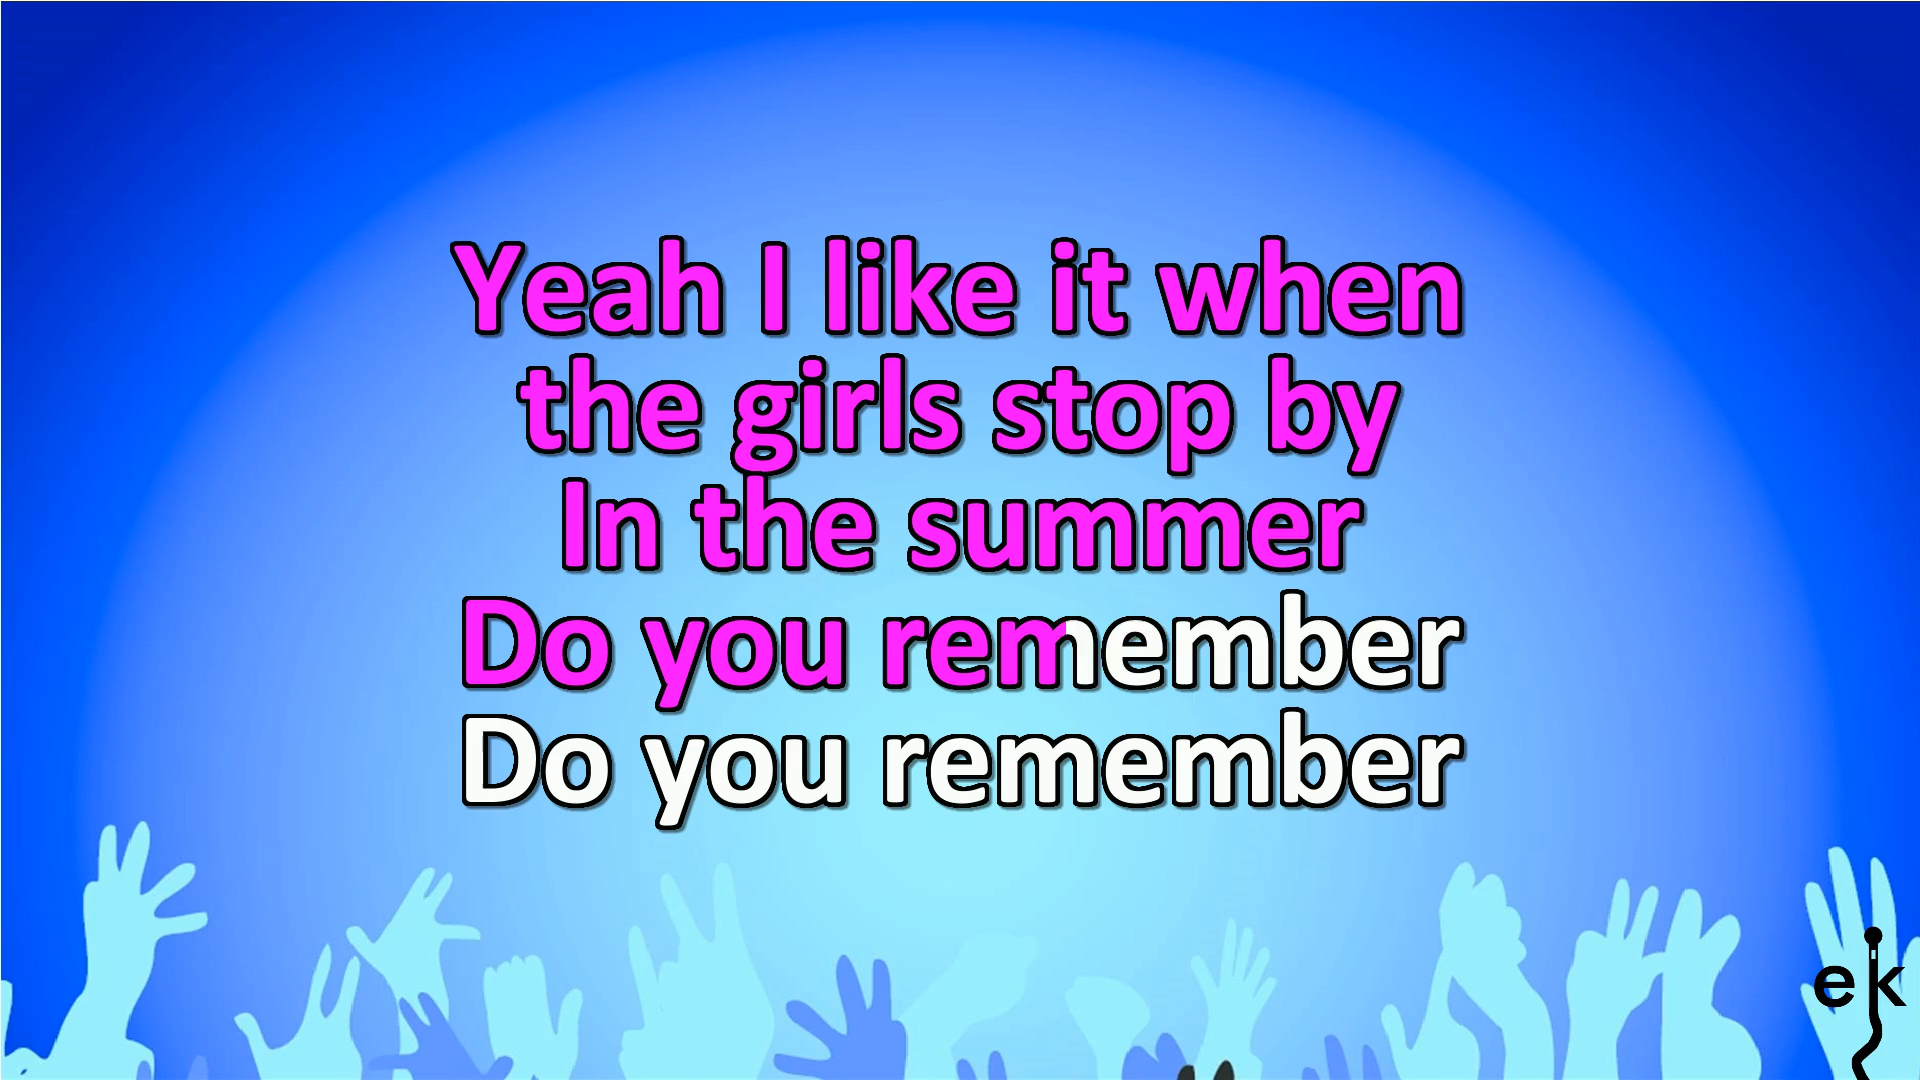 Yeah I like it when
the girls stop by
In the summer
Do you remember
Do you remember
ek